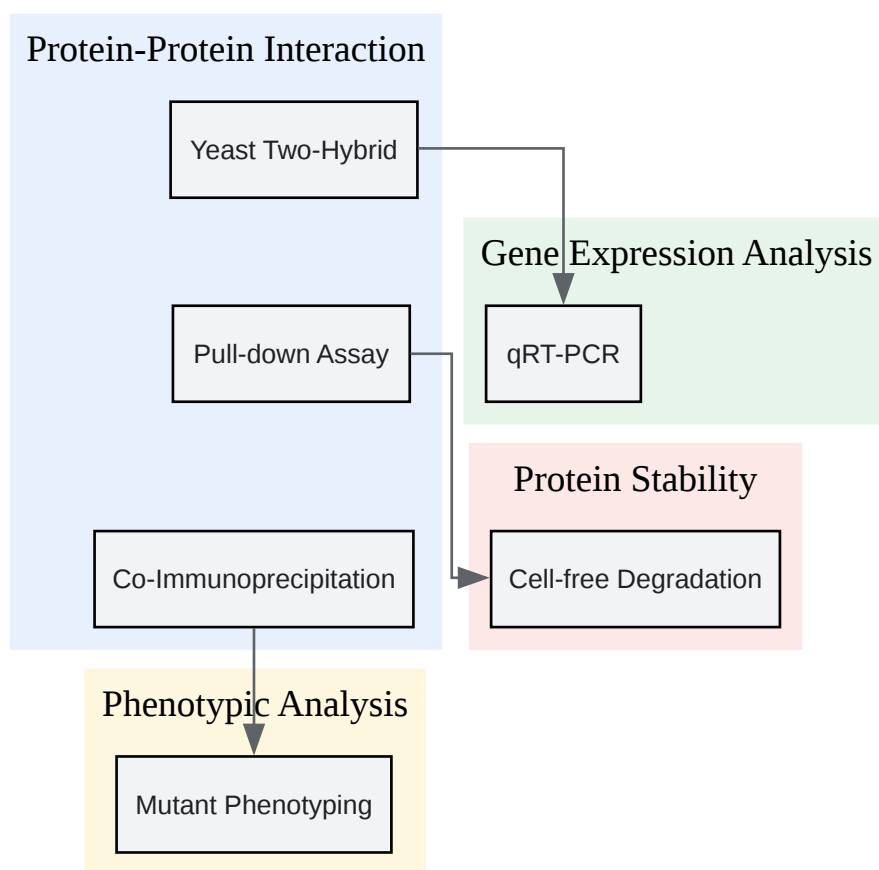 Protein-Protein Interaction
Yeast Two-Hybrid
Gene Expression Analysis
Pull-down Assay
qRT-PCR
Protein Stability
Co-Immunoprecipitation
Cell-free Degradation
Phenotypic Analysis
Mutant Phenotyping